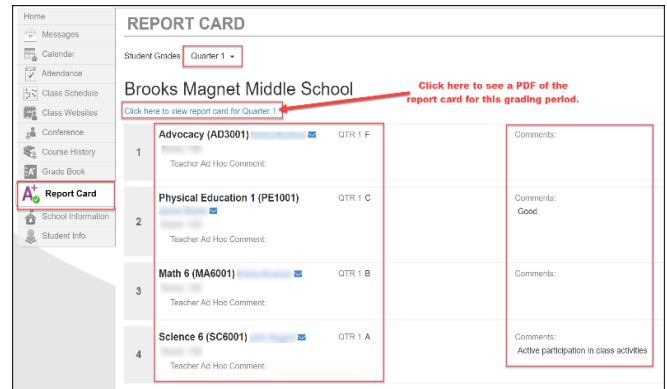 Home
REPORT CARD
Messages
Calendar
Student Grades Quarter 1
Attendance
Class Schedule
Brooks Magnet Middle School
Click here to see a PDF of the
report card for this grading period.
Class Websites
Click here to view report card for Quarter 1
Conference
Course History
Grade Book
A+ Report Card
School Information
Student Info
1
Advocacy (AD3001) QTR 1 F
Comments:
Teacher Ad Hoc Comment:
2
Physical Education 1 (PE1001) QTR 1 C
Comments:
Good
Teacher Ad Hoc Comment:
3
Math 6 (MA6001) QTR 1 B
Comments:
Teacher Ad Hoc Comment:
4
Science 6 (SC6001) QTR 1 A
Comments:
Active participation in class activities
Teacher Ad Hoc Comment: